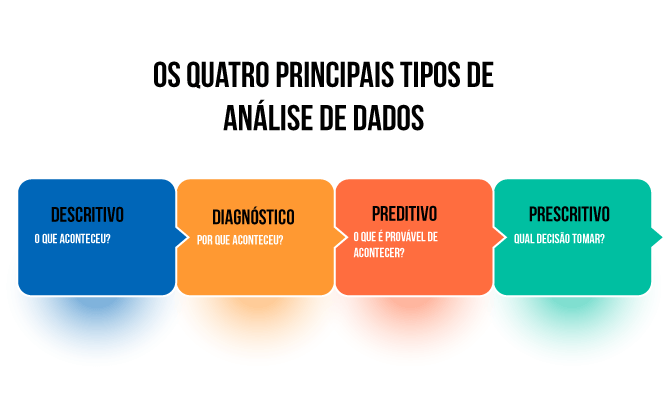 OS QUATRO PRINCIPAIS TIPOS DE
ANÁLISE DE DADOS
DESCRITIVO
O QUE ACONTECEU?
DIAGNÓSTICO
POR QUE ACONTECEU?
PREDITIVO
O QUE É PROVÁVEL DE
ACONTECER?
PRESCRITIVO
QUAL DECISÃO TOMAR?